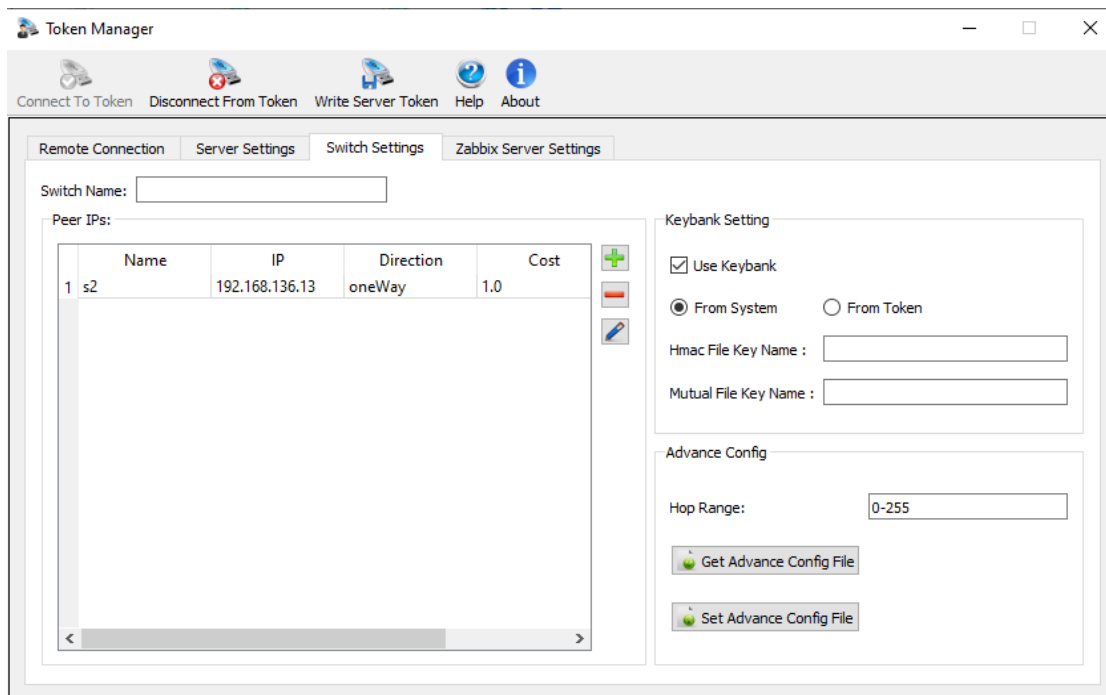 Token Manager
Connect To Token Disconnect From Token Write Server Token Help About
Remote Connection Server Settings Switch Settings Zabbix Server Settings
Switch Name:
Peer IPs:
Name IP Direction Cost
1 s2 192.168.136.13 oneWay 1.0
Keybank Setting
Use Keybank
From System From Token
Hmac File Key Name :
Mutual File Key Name :
Advance Config
Hop Range: 0-255
Get Advance Config File
Set Advance Config File